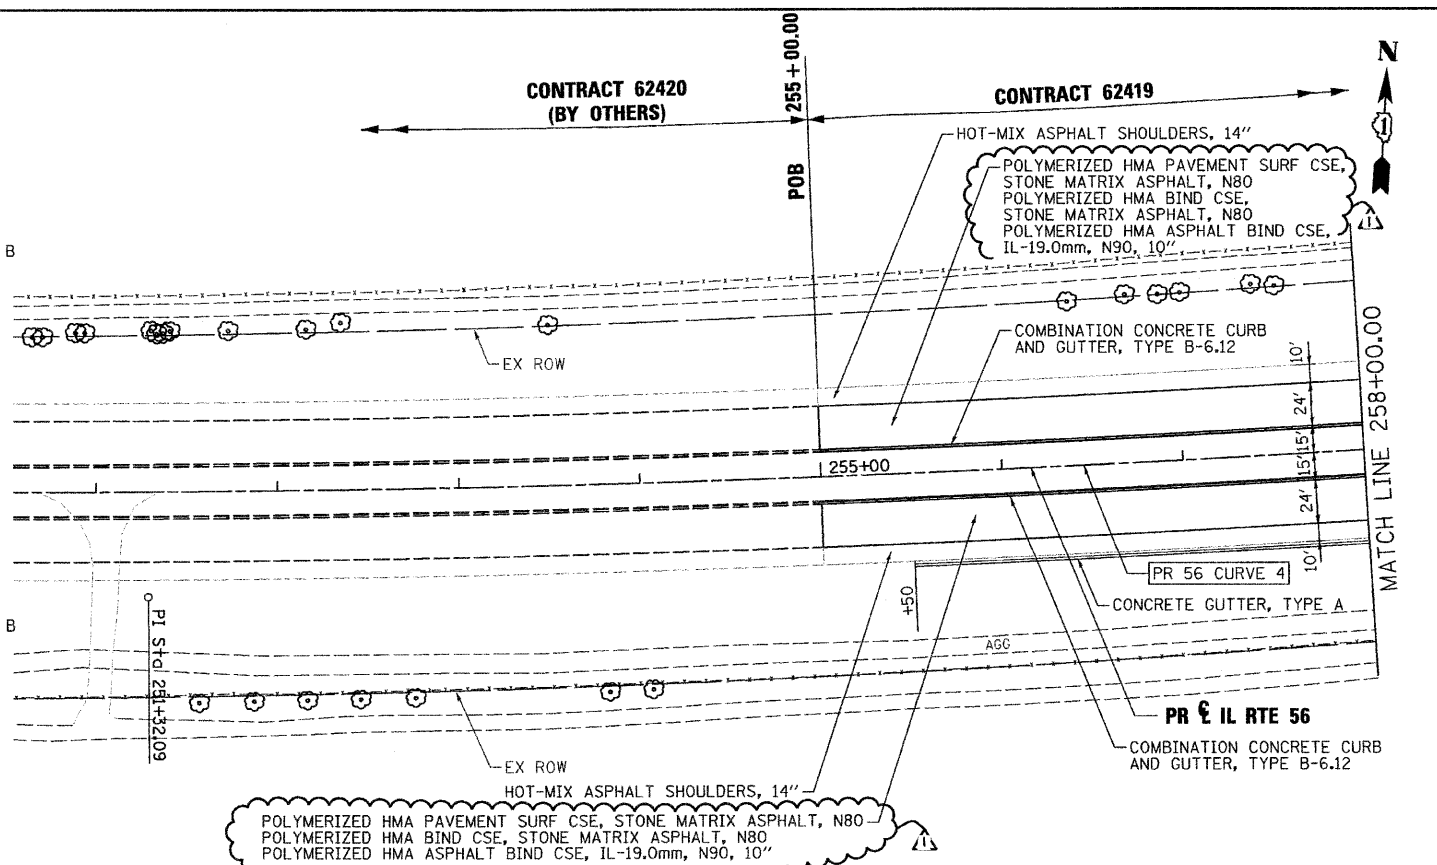 CONTRACT 62420
(BY OTHERS)
255+00.00
CONTRACT 62419
N
1
POB
HOT-MIX ASPHALT SHOULDERS, 14"
POLYMERIZED HMA PAVEMENT SURF CSE,
STONE MATRIX ASPHALT, N80
POLYMERIZED HMA BIND CSE,
STONE MATRIX ASPHALT, N80
POLYMERIZED HMA ASPHALT BIND CSE,
IL-19.0mm, N90, 10"
1
B
EX ROW
COMBINATION CONCRETE CURB
AND GUTTER, TYPE B-6.12
10'
24'
15'
15'
24'
10'
MATCH LINE 258+00.00
255+00
PR 56 CURVE 4
+50
CONCRETE GUTTER, TYPE A
B
PI Sta 251+32.09
AGG
PR ℄ IL RTE 56
COMBINATION CONCRETE CURB
AND GUTTER, TYPE B-6.12
EX ROW
HOT-MIX ASPHALT SHOULDERS, 14"
POLYMERIZED HMA PAVEMENT SURF CSE, STONE MATRIX ASPHALT, N80
POLYMERIZED HMA BIND CSE, STONE MATRIX ASPHALT, N80
POLYMERIZED HMA ASPHALT BIND CSE, IL-19.0mm, N90, 10"
1